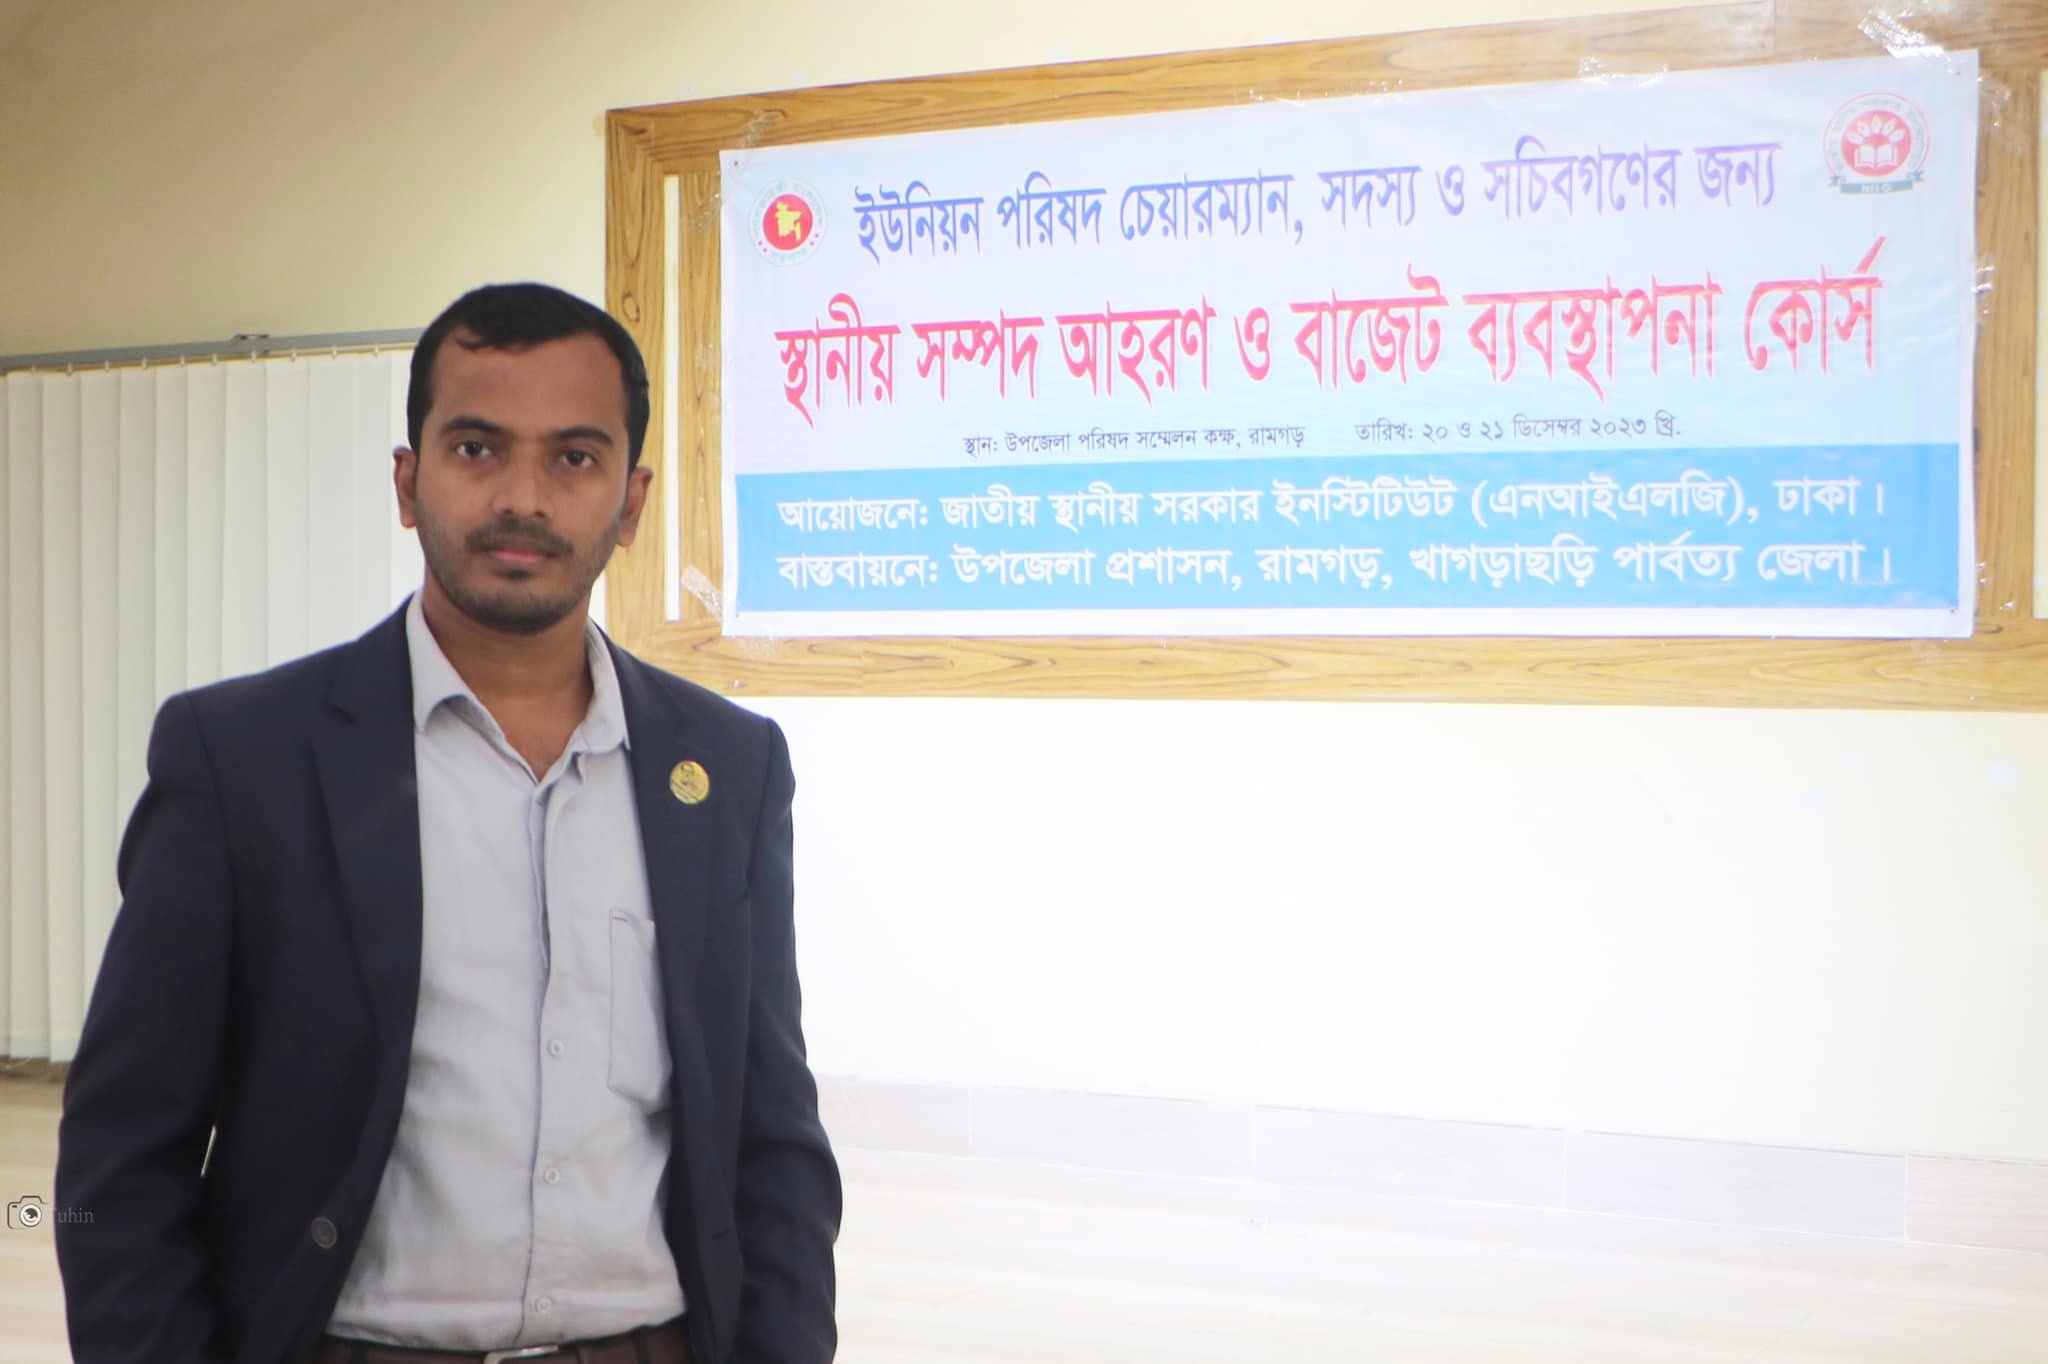 ইউনিয়ন পরিষদ চেয়ারম্যান, সদস্য ও সচিবগণের জন্য
স্থানীয় সম্পদ আহরণ ও বাজেট ব্যবস্থাপনা কোর্স
স্থান: উপজেলা পরিষদ সম্মেলন কক্ষ, রামগড় তারিখ: ২০ ও ২১ ডিসেম্বর ২০২৩ খ্রি.
আয়োজনে: জাতীয় স্থানীয় সরকার ইনস্টিটিউট (এনআইএলজি), ঢাকা।
বাস্তবায়নে: উপজেলা প্রশাসন, রামগড়, খাগড়াছড়ি পার্বত্য জেলা।
NILG